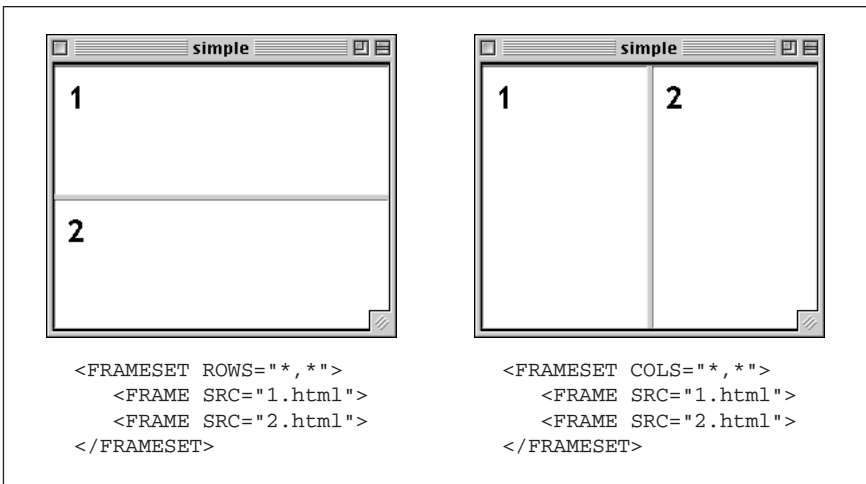 simple
1
2
<FRAMESET ROWS="*,*">
<FRAME SRC="1.html">
<FRAME SRC="2.html">
</FRAMESET>
simple
1 2
<FRAMESET COLS="*,*">
<FRAME SRC="1.html">
<FRAME SRC="2.html">
</FRAMESET>